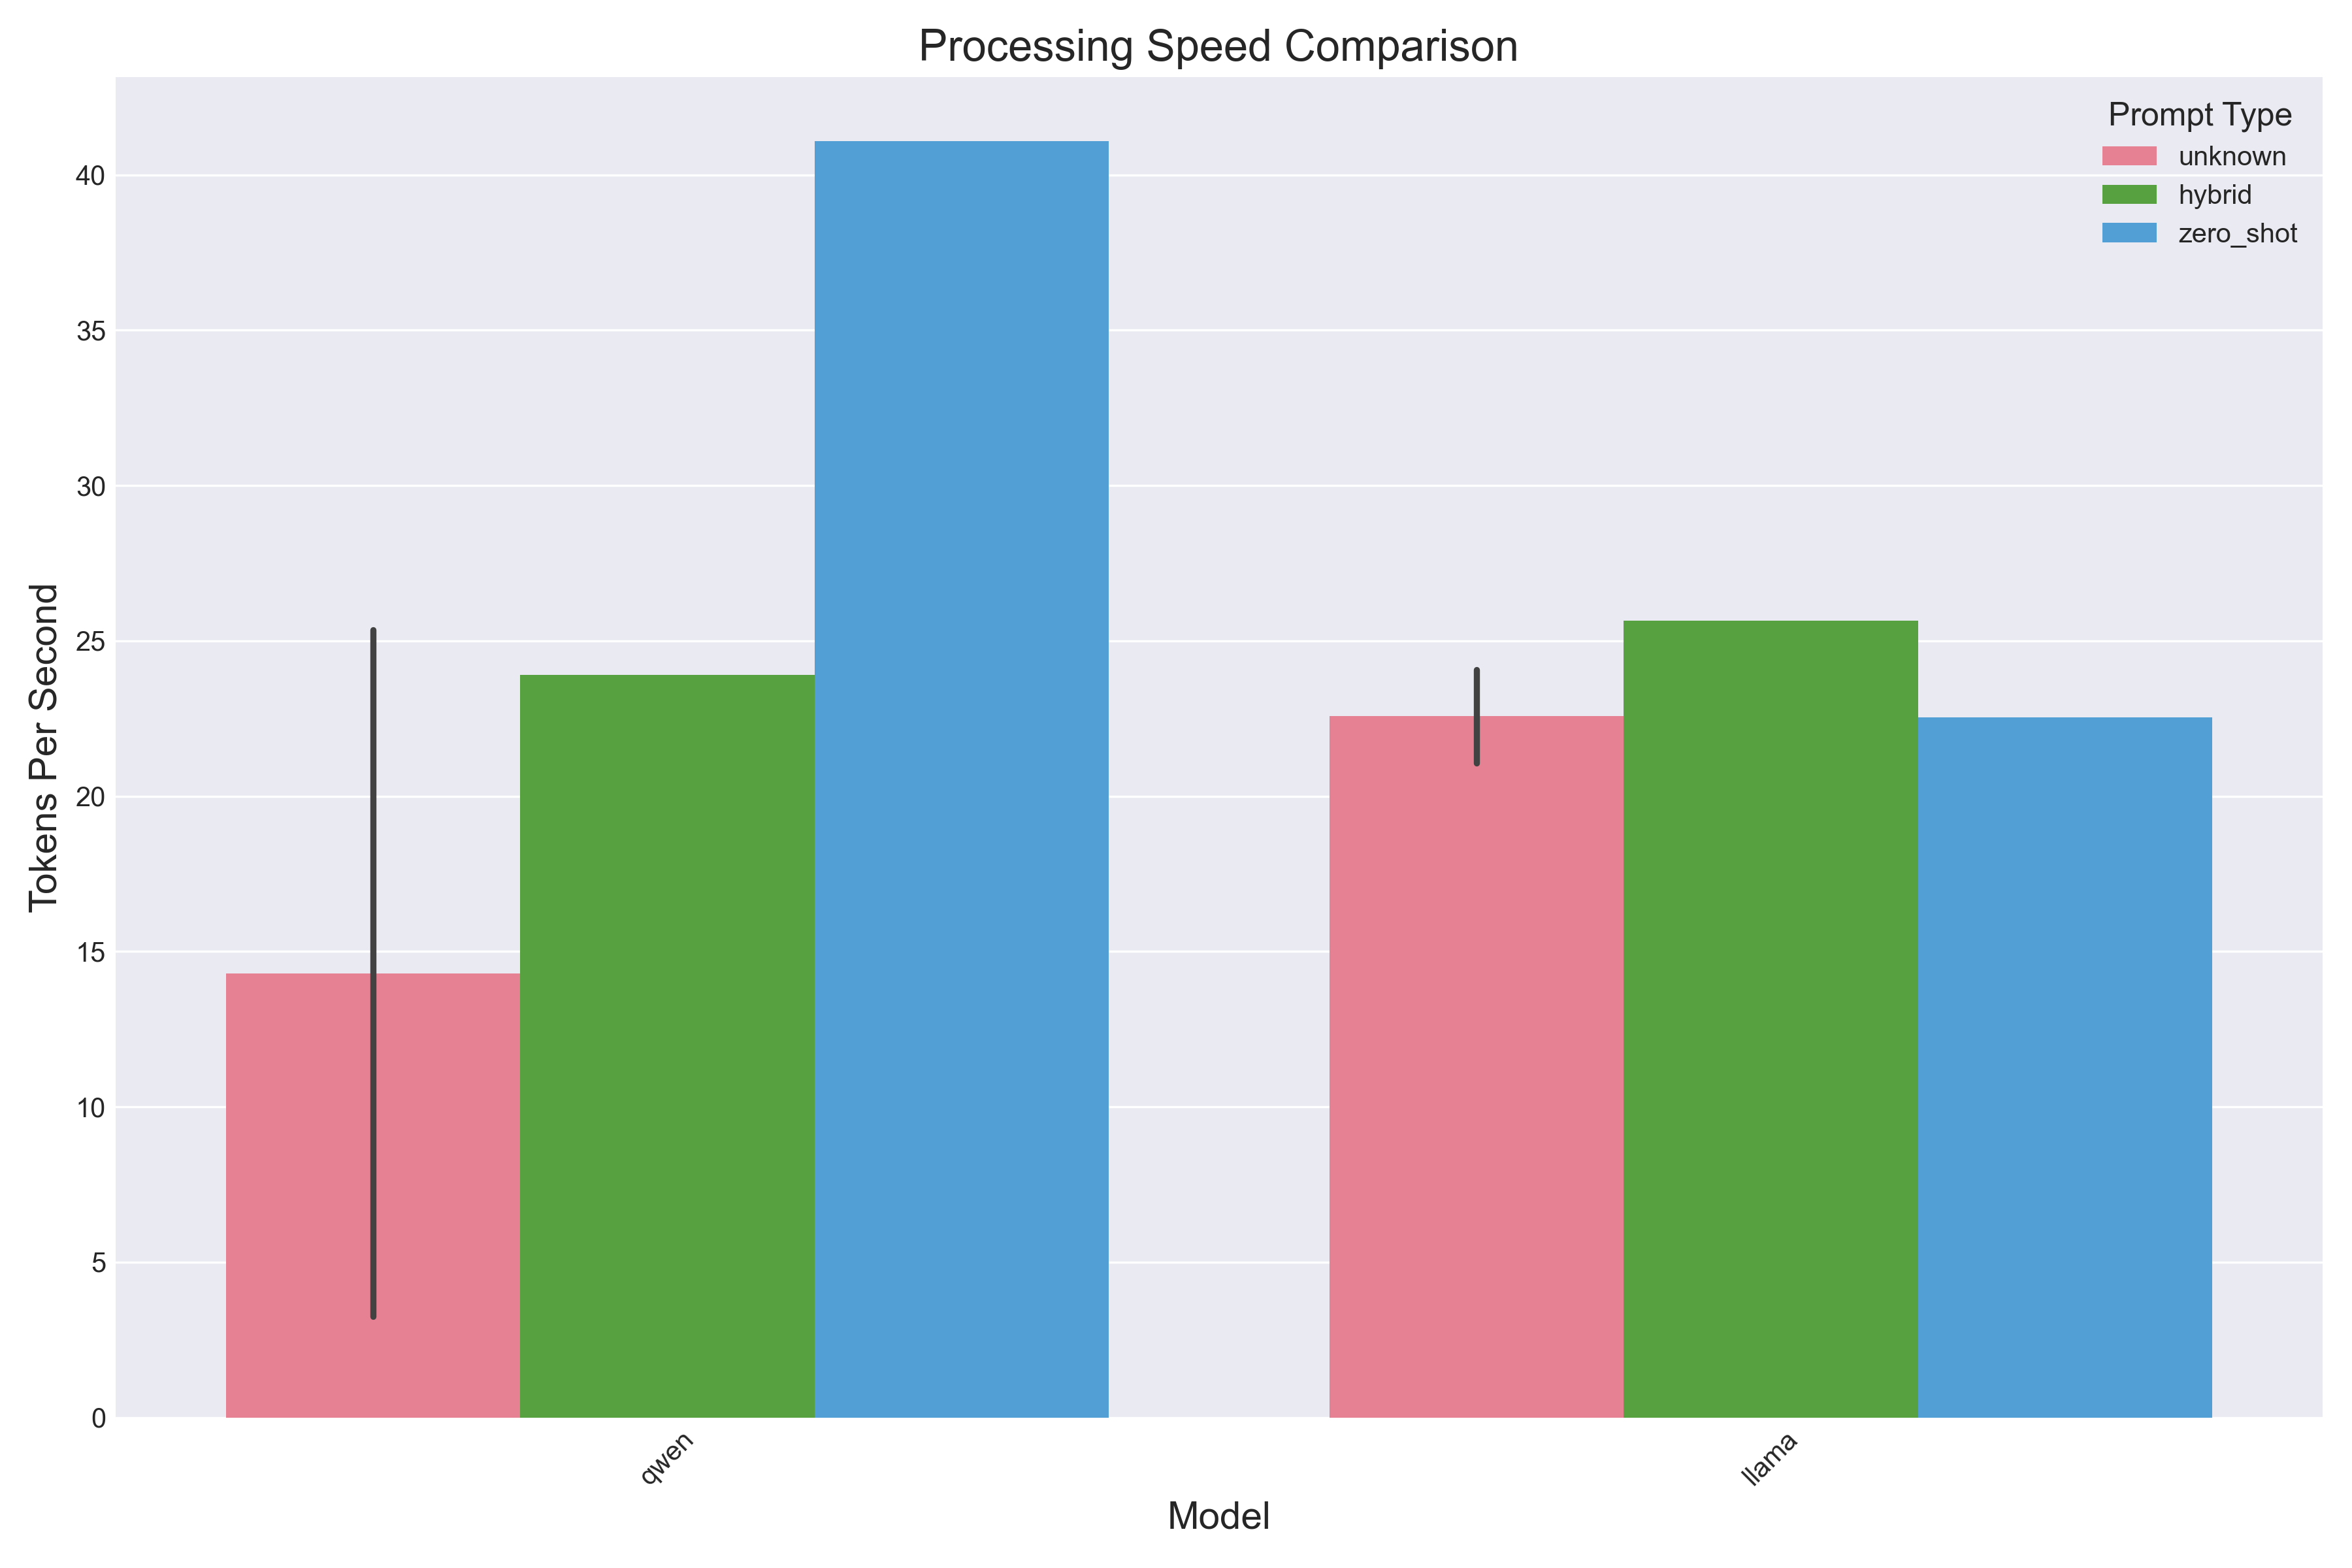 Processing Speed Comparison
Prompt Type
unknown
hybrid
zero_shot
Tokens Per Second
40
35
30
25
20
15
10
5
0
qwen
llama
Model